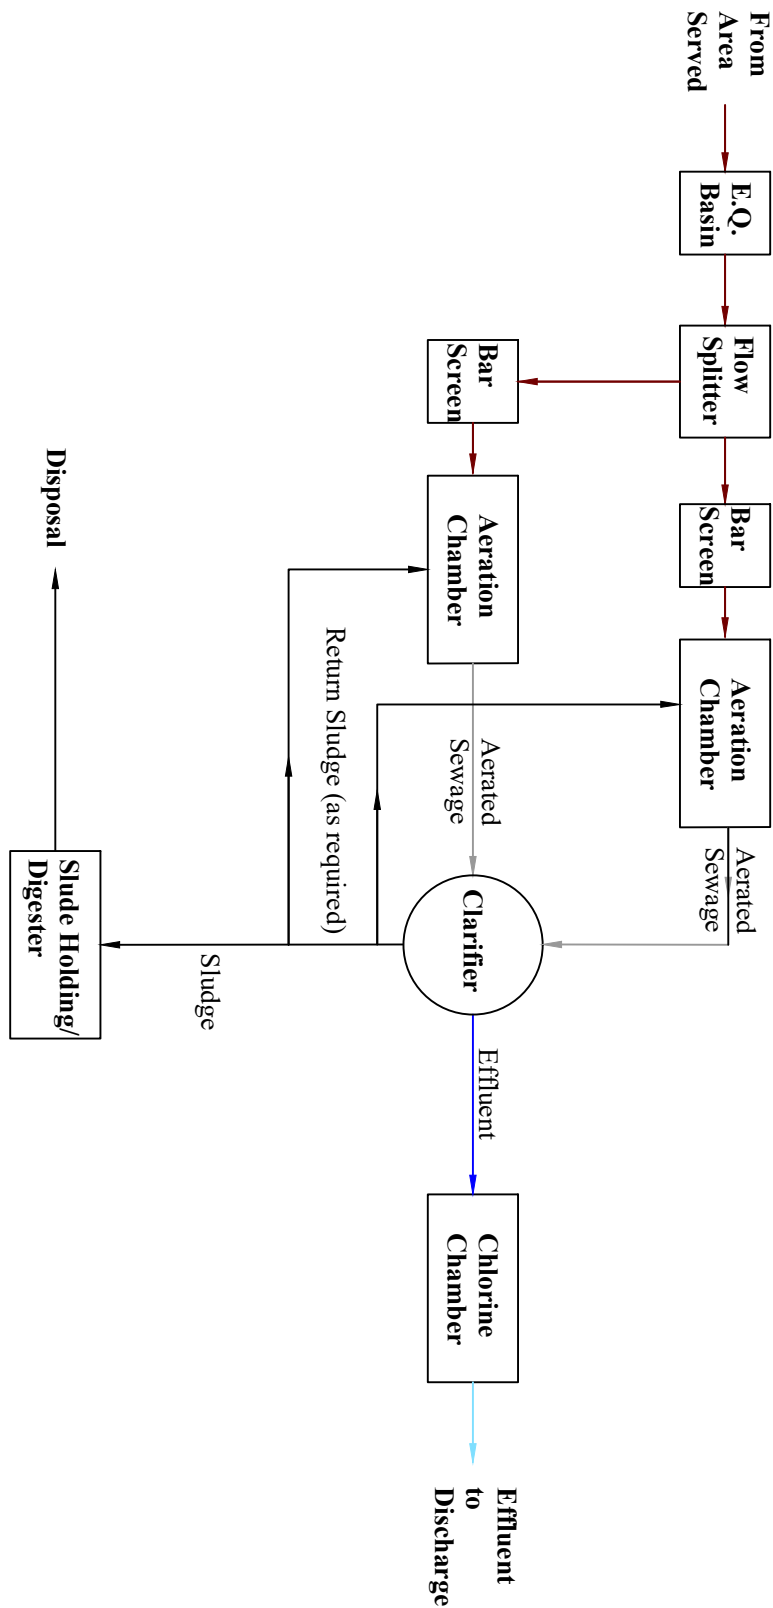 From
Area
Served
E.Q.
Basin
Flow
Splitter
Bar
Screen
Aeration
Chamber
Aerated
Sewage
Bar
Screen
Aeration
Chamber
Aerated
Sewage
Clarifier
Effluent
Chlorine
Chamber
Effluent
to
Discharge
Return Sludge (as required)
Sludge
Disposal
Slude Holding/
Digester